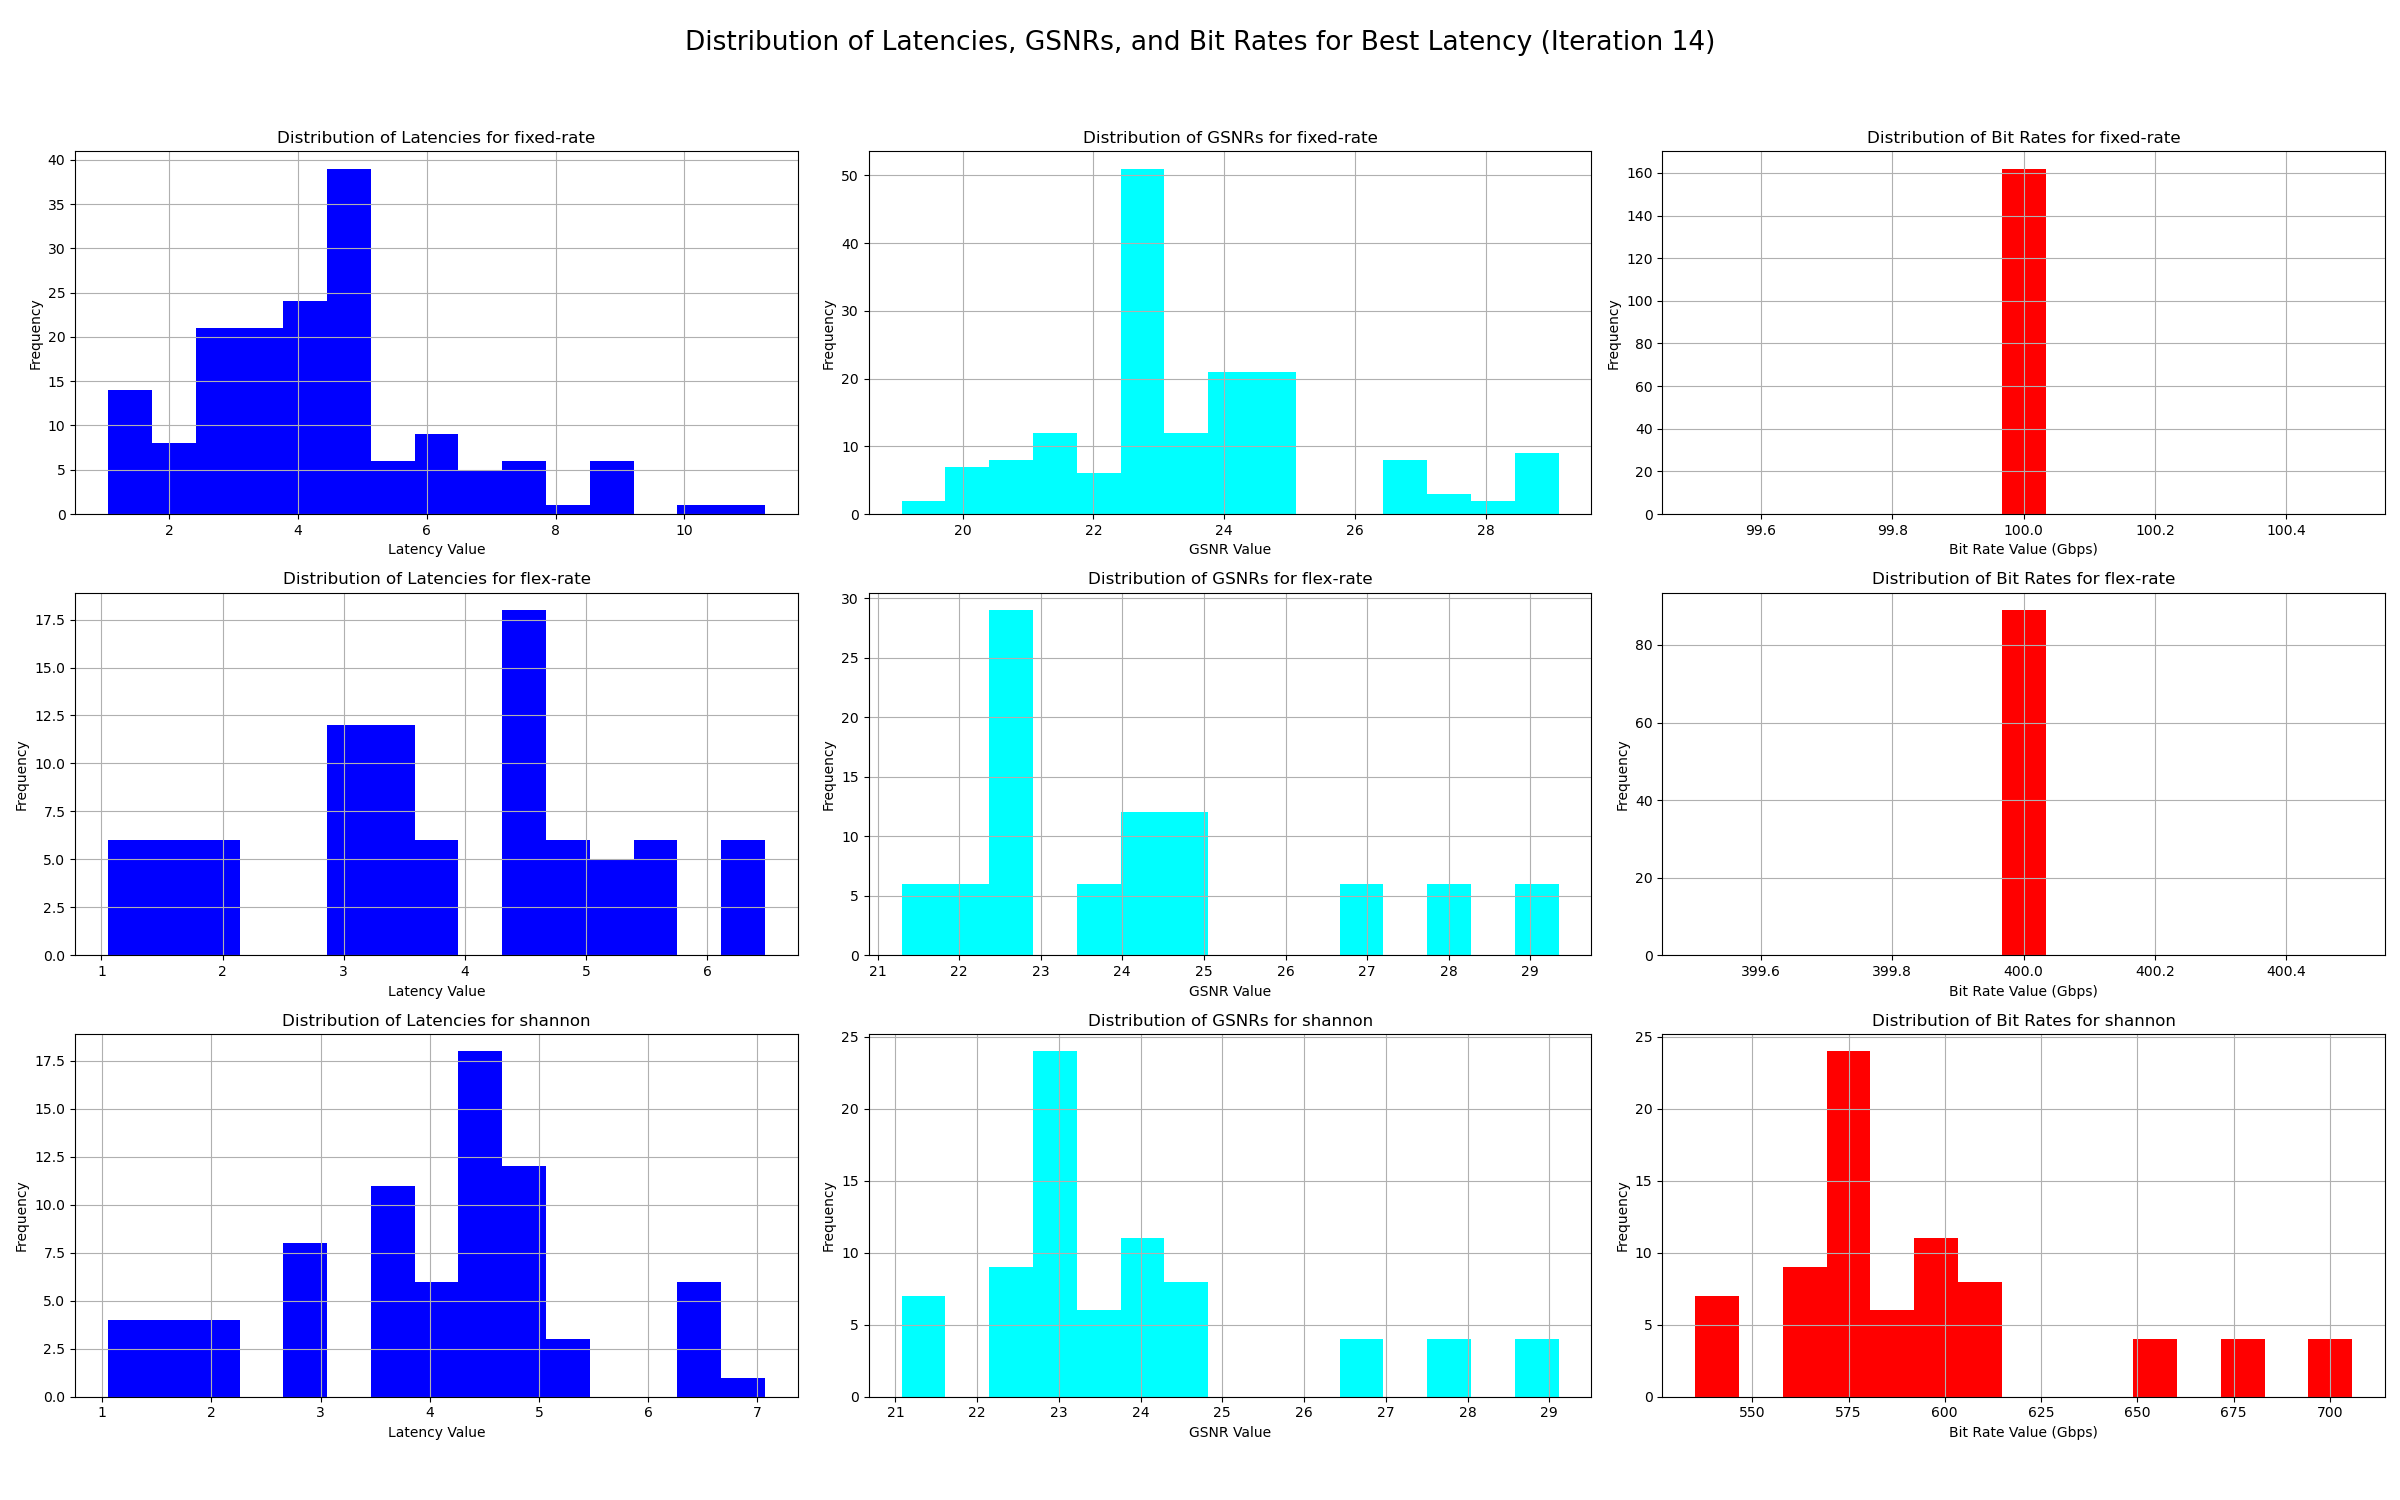 Distribution of Latencies, GSNRs, and Bit Rates for Best Latency (Iteration 14)
Distribution of Latencies for fixed-rate
Frequency
40
35
30
25
20
15
10
5
0
2 4 6 8 10
Latency Value
Distribution of GSNRs for fixed-rate
Frequency
50
40
30
20
10
0
20 22 24 26 28
GSNR Value
Distribution of Bit Rates for fixed-rate
Frequency
160
140
120
100
80
60
40
20
0
99.6 99.8 100.0 100.2 100.4
Bit Rate Value (Gbps)
Distribution of Latencies for flex-rate
Frequency
17.5
15.0
12.5
10.0
7.5
5.0
2.5
0.0
1 2 3 4 5 6
Latency Value
Distribution of GSNRs for flex-rate
Frequency
30
25
20
15
10
5
0
21 22 23 24 25 26 27 28 29
GSNR Value
Distribution of Bit Rates for flex-rate
Frequency
80
60
40
20
0
399.6 399.8 400.0 400.2 400.4
Bit Rate Value (Gbps)
Distribution of Latencies for shannon
Frequency
17.5
15.0
12.5
10.0
7.5
5.0
2.5
0.0
1 2 3 4 5 6 7
Latency Value
Distribution of GSNRs for shannon
Frequency
25
20
15
10
5
0
21 22 23 24 25 26 27 28 29
GSNR Value
Distribution of Bit Rates for shannon
Frequency
25
20
15
10
5
0
550 575 600 625 650 675 700
Bit Rate Value (Gbps)